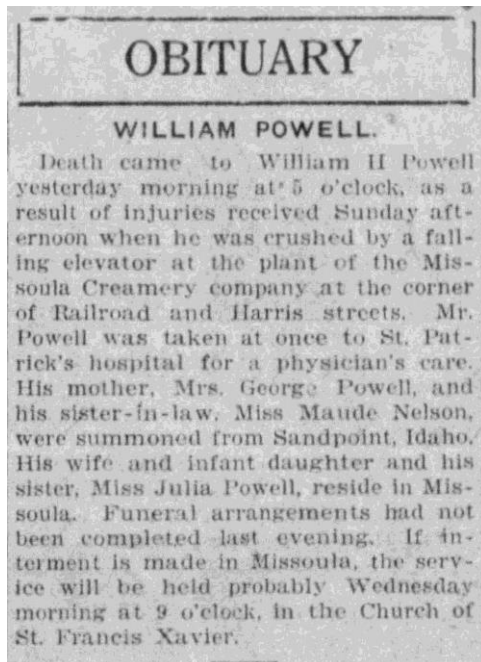 OBITUARY
WILLIAM POWELL.
Death came to William H Powell
yesterday morning at 5 o'clock, as a
result of injuries received Sunday aft-
ernoon when he was crushed by a fall-
ing elevator at the plant of the Mis-
soula Creamery company at the corner
of Railroad and Harris streets. Mr.
Powell was taken at once to St. Pat-
rick's hospital for a physician's care.
His mother, Mrs. George Powell, and
his sister-in-law, Miss Maude Nelson,
were summoned from Sandpoint, Idaho.
His wife and infant daughter and his
sister, Miss Julia Powell, reside in Mis-
soula. Funeral arrangements had not
been completed last evening. If in-
terment is made in Missoula, the serv-
ice will be held probably Wednesday
morning at 9 o'clock, in the Church of
St. Francis Xavier.